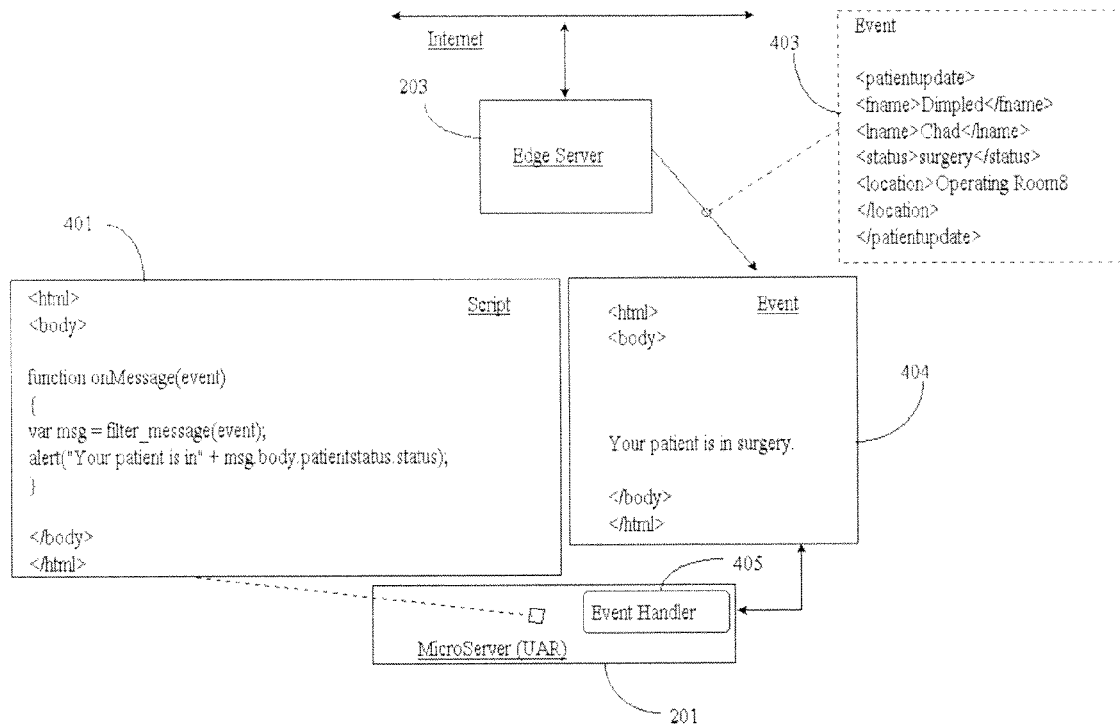 Internet
203
Edge Server
403
Event
<patientupdate>
<fname>Dimpled</fname>
<lname>Chad</lname>
<status>surgery</status>
<location>Operating Room8
</location>
</patientupdate>
401
<html>
Script
<body>
function onMessage(event)
{
var msg = filter_message(event);
alert("Your patient is in" + msg.body.patientstatus.status);
}
</body>
</html>
<html>
Event
<body>
Your patient is in surgery.
</body>
</html>
404
405
Event Handler
MicroServer (UAR)
201